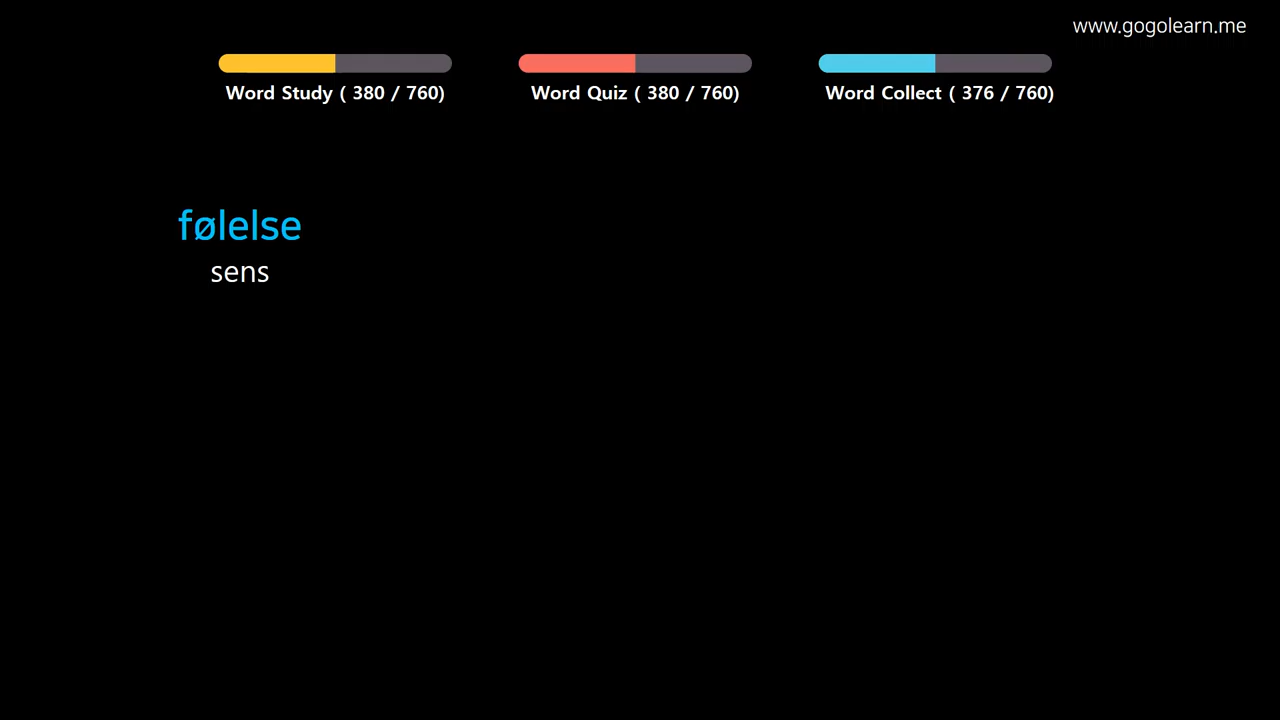 www.gogolearn.me
Word Study ( 380 / 760)
Word Quiz ( 380 / 760)
Word Collect ( 376 / 760)
følelse
sens